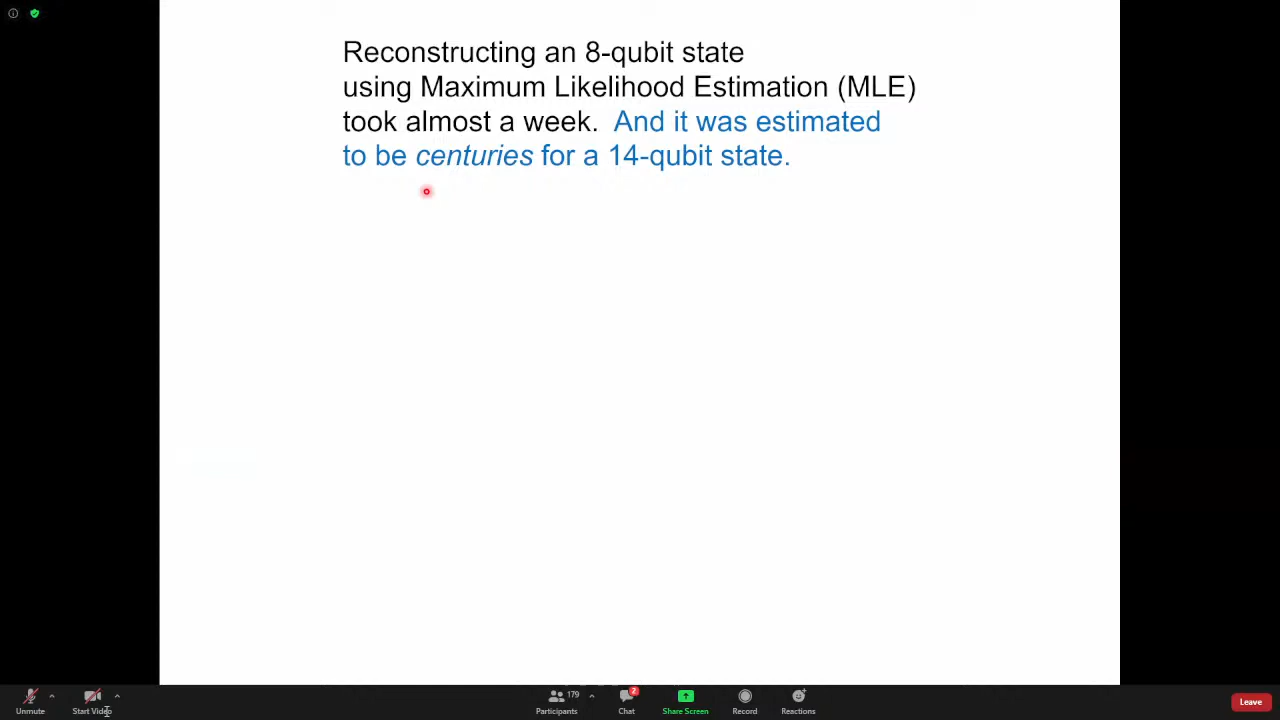 Reconstructing an 8-qubit state
using Maximum Likelihood Estimation (MLE)
took almost a week. And it was estimated
to be centuries for a 14-qubit state.
Unmute
Start Video
Participants
179
Chat
2
Share Screen
Record
Reactions
Leave